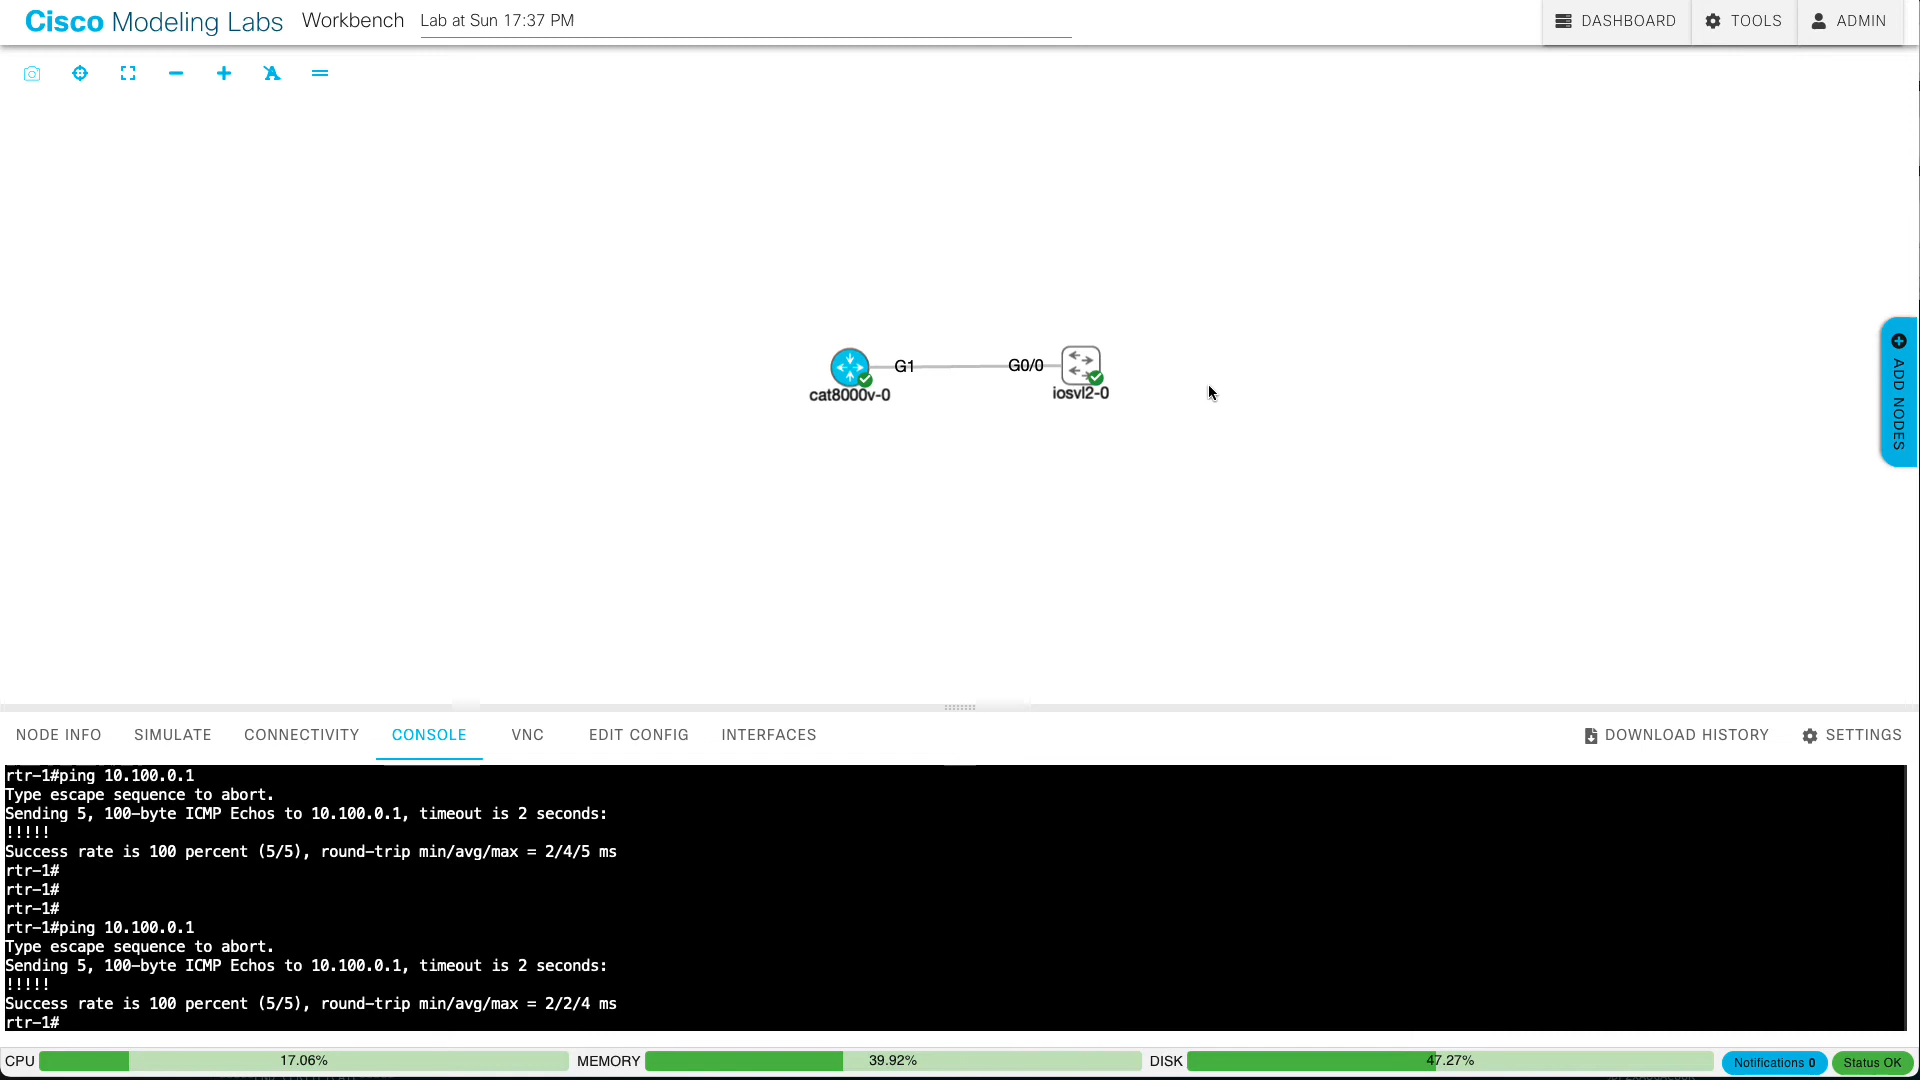 Cisco Modeling Labs Workbench Lab at Sun 17:37 PM DASHBOARD TOOLS ADMIN
G1 G0/0
cat8000v-0 iosvl2-0
ADD NODES
NODE INFO SIMULATE CONNECTIVITY CONSOLE VNC EDIT CONFIG INTERFACES DOWNLOAD HISTORY SETTINGS
rtr-1#ping 10.100.0.1
Type escape sequence to abort.
Sending 5, 100-byte ICMP Echos to 10.100.0.1, timeout is 2 seconds:
!!!!!
Success rate is 100 percent (5/5), round-trip min/avg/max = 2/4/5 ms
rtr-1#
rtr-1#
rtr-1#
rtr-1#ping 10.100.0.1
Type escape sequence to abort.
Sending 5, 100-byte ICMP Echos to 10.100.0.1, timeout is 2 seconds:
!!!!!
Success rate is 100 percent (5/5), round-trip min/avg/max = 2/2/4 ms
rtr-1#
CPU 17.06% MEMORY 39.92% DISK 47.27% Notifications 0 Status OK